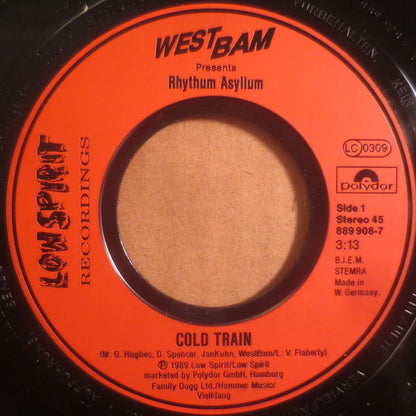 WESTBAM
Presents
Rhythum Asyllum
LOW SPIRIT
RECORDINGS
LC 0309
Polydor
Side 1
Stereo 45
889 908-7
3:13
B.I.E.M.
STEMRA
Made in
W. Germany.
COLD TRAIN
(M. G. Hughes, D. Spencer, JanKuhn, WestBam/L: V. Flaherty)
℗ 1989 Low Spirit/Low Spirit
marketed by Polydor GmbH, Hamburg
Family Dogg Ltd./Hammer Music/
Vielklang